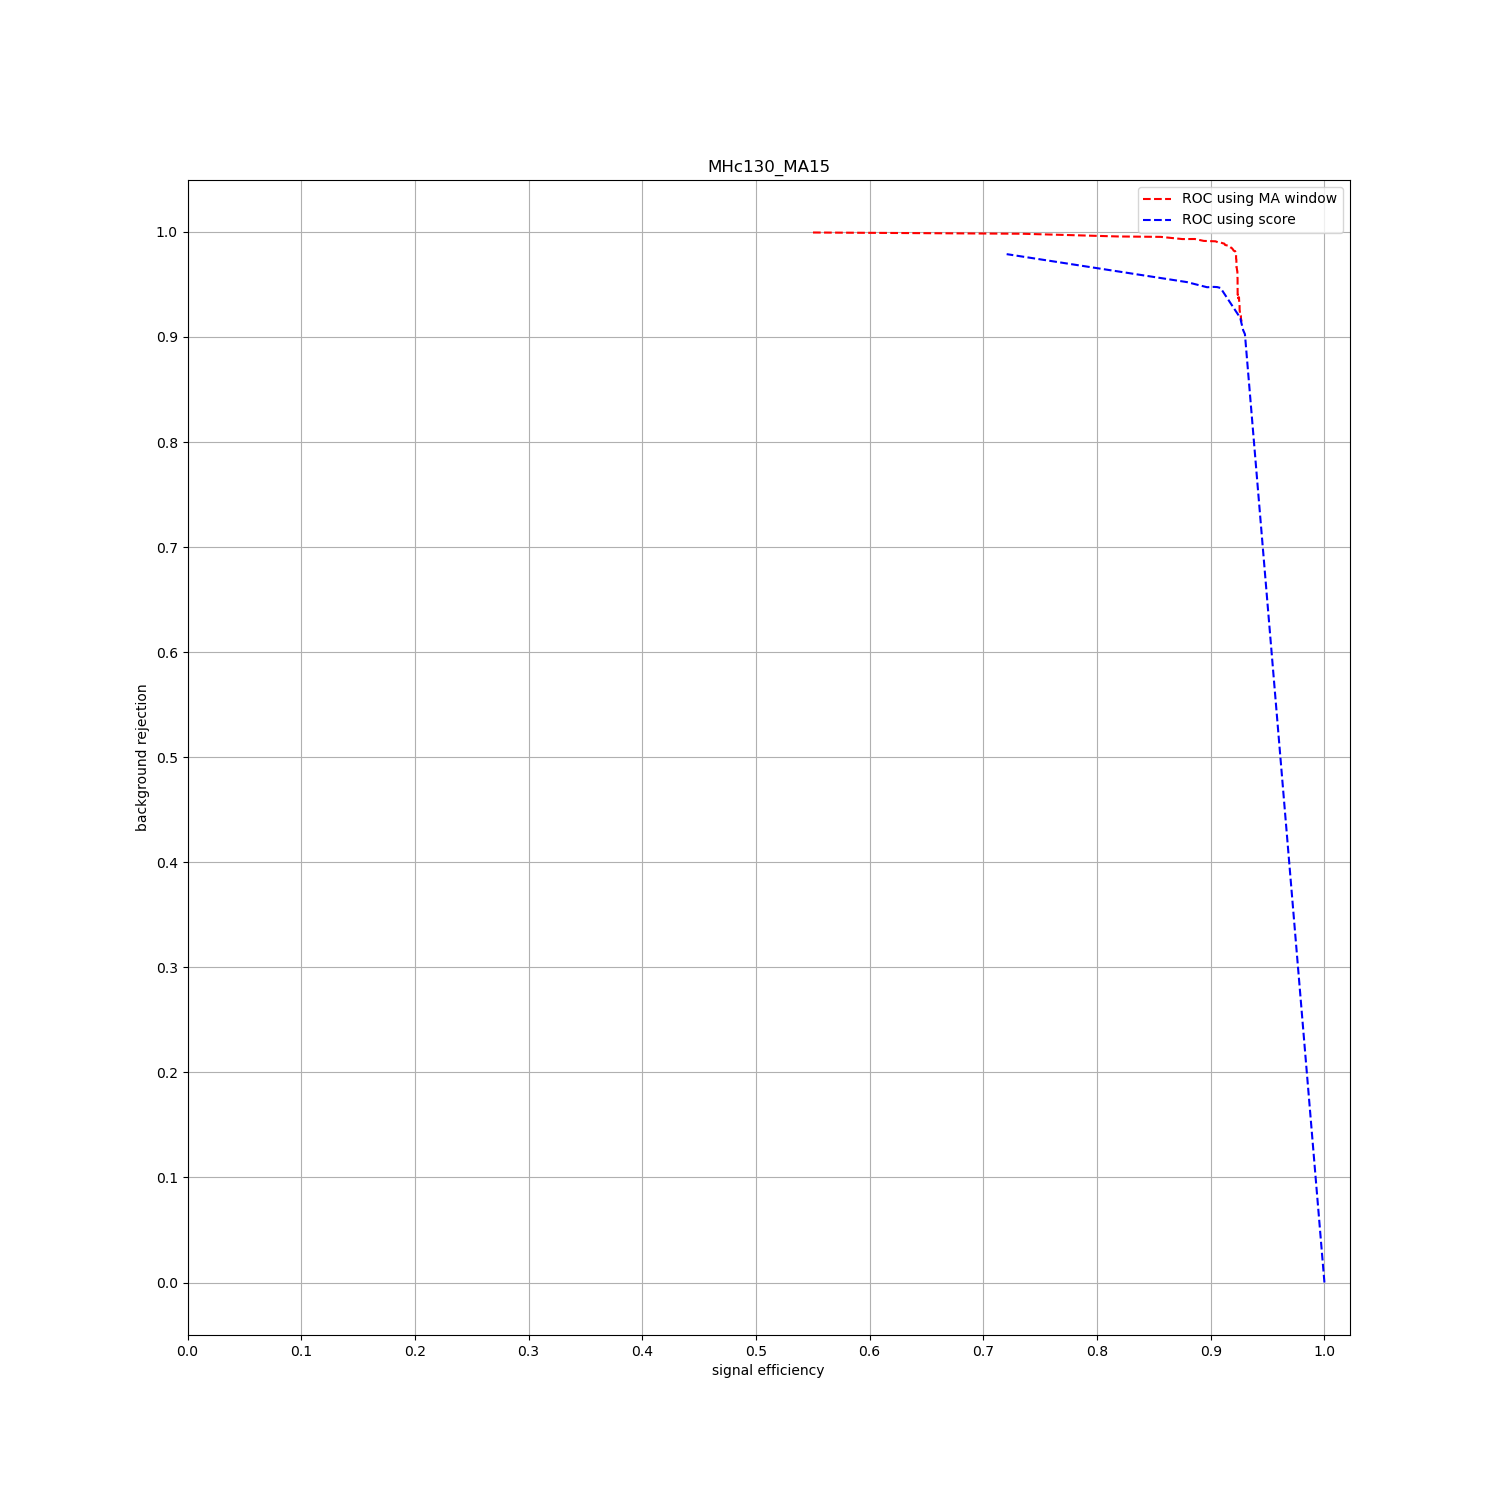 MHc130_MA15
ROC using MA window
ROC using score
1.0
0.9
0.8
0.7
0.6
0.5
0.4
0.3
0.2
0.1
0.0
background rejection
0.0 0.1 0.2 0.3 0.4 0.5 0.6 0.7 0.8 0.9 1.0
signal efficiency